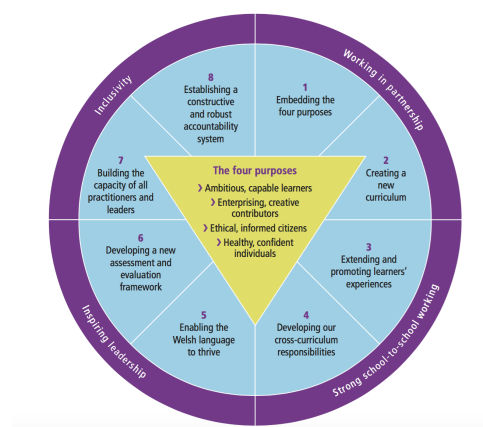 Inclusivity
Working in partnership
8
Establishing a
constructive
and robust
accountability
system
1
Embedding the
four purposes
7
Building the
capacity of all
practitioners and
leaders
The four purposes
❯ Ambitious, capable learners
❯ Enterprising, creative
contributors
❯ Ethical, informed citizens
❯ Healthy, confident
individuals
2
Creating a
new
curriculum
6
Developing a new
assessment and
evaluation
framework
3
Extending and
promoting learners’
experiences
5
Enabling the
Welsh language
to thrive
4
Developing our
cross-curriculum
responsibilities
Inspiring leadership
Strong school-to-school working